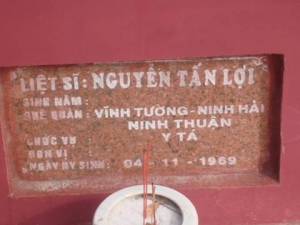 LIỆT SĨ: NGUYỄN TẤN LỢI
SINH NĂM :
QUÊ QUÁN : VĨNH TƯỜNG-NINH HẢI
NINH THUẬN
CHỨC VỤ : Y TÁ
ĐƠN VỊ :
NGÀY HY SINH: 04 - 11 - 1969